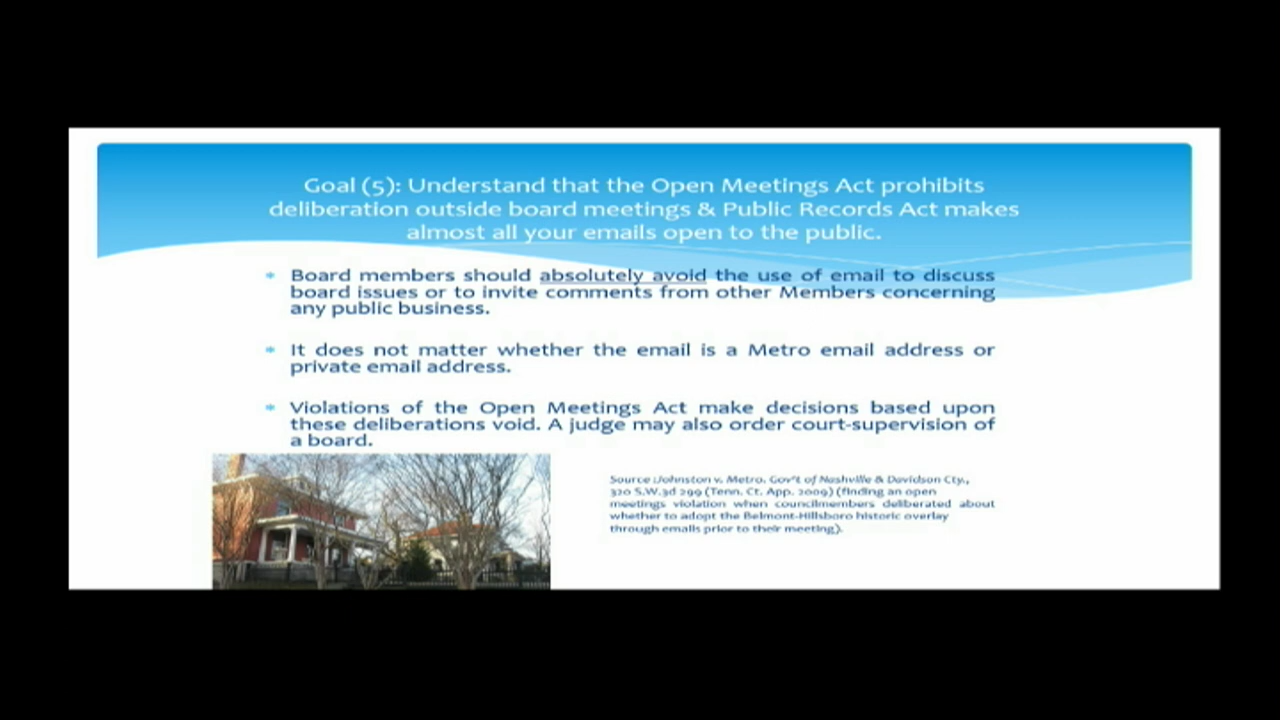 Goal (5): Understand that the Open Meetings Act prohibits
deliberation outside board meetings & Public Records Act makes
almost all your emails open to the public.
* Board members should absolutely avoid the use of email to discuss
board issues or to invite comments from other Members concerning
any public business.
* It does not matter whether the email is a Metro email address or
private email address.
* Violations of the Open Meetings Act make decisions based upon
these deliberations void. A judge may also order court-supervision of
a board.
Source :Johnston v. Metro. Gov't of Nashville & Davidson Cty.,
320 S.W.3d 299 (Tenn. Ct. App. 2009) (finding an open
meetings violation when councilmembers deliberated about
whether to adopt the Belmont-Hillsboro historic overlay
through emails prior to their meeting).